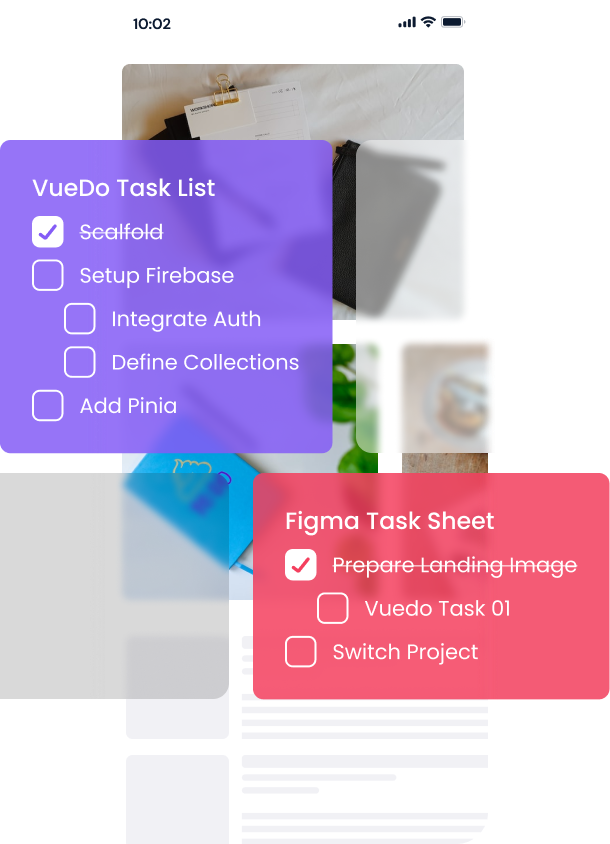 10:02
VueDo Task List
Scalfold
Setup Firebase
Integrate Auth
Define Collections
Add Pinia
Figma Task Sheet
Prepare Landing Image
Vuedo Task 01
Switch Project